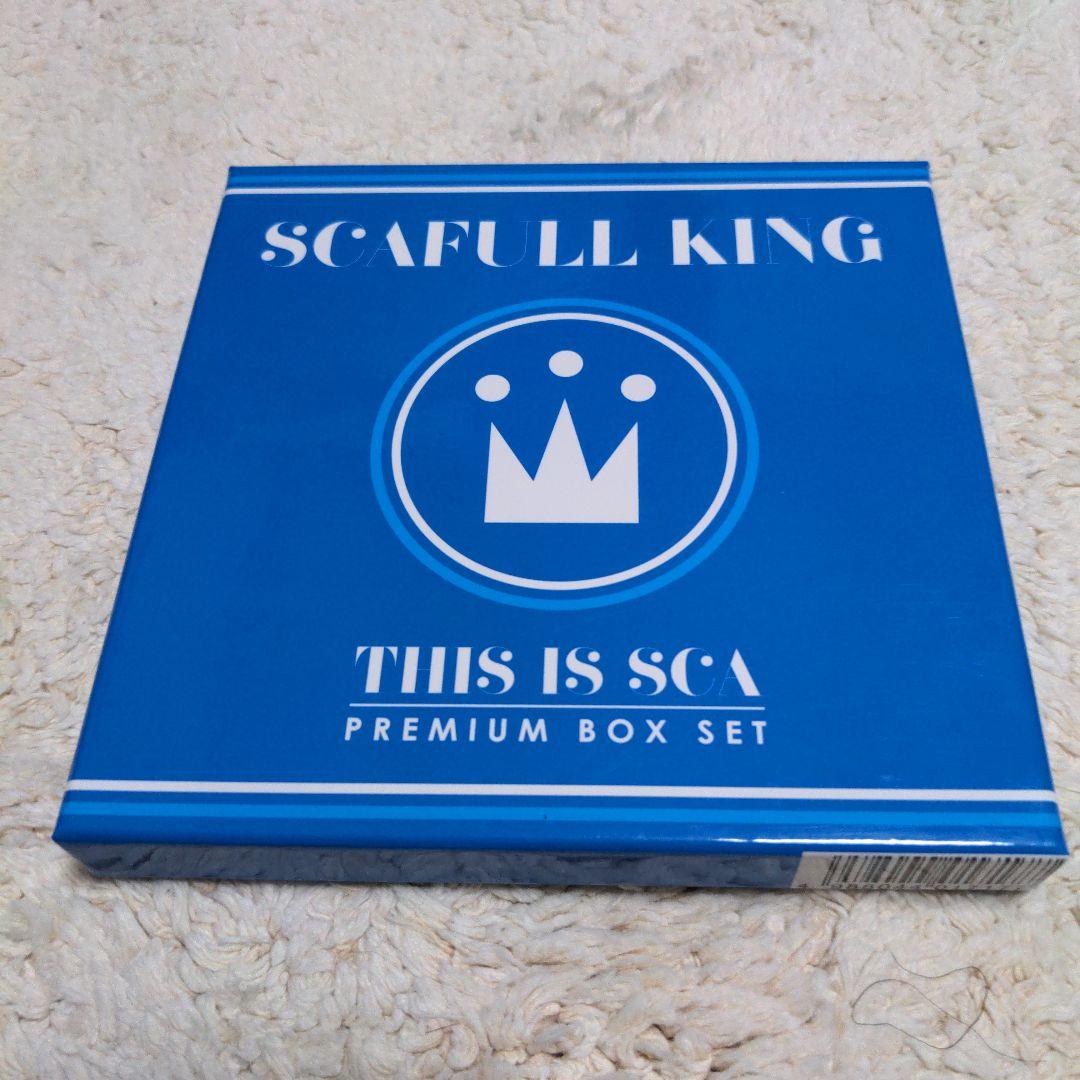 SCAFULL KING
THIS IS SCA
PREMIUM BOX SET